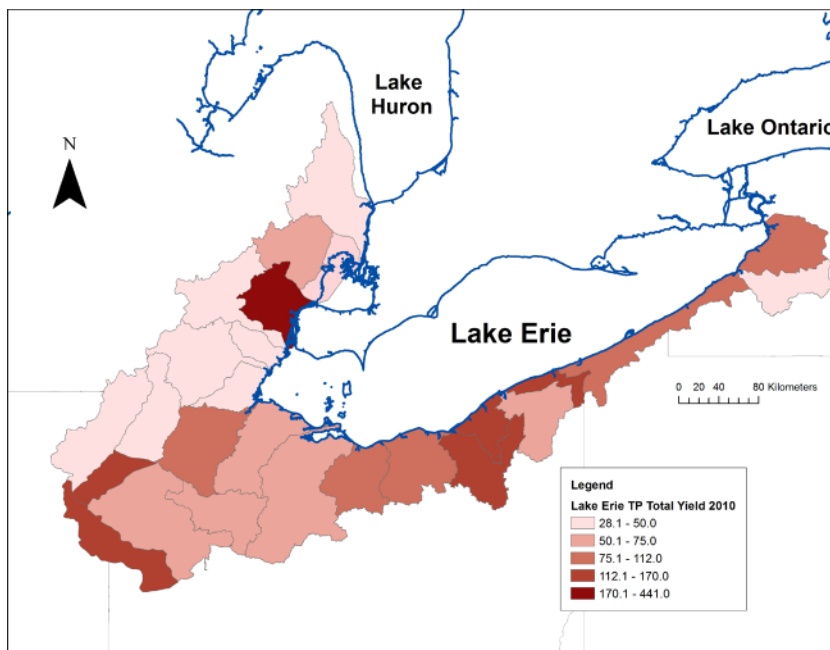 Lake
Huron
Lake Ontario
N
Lake Erie
0 20 40 80 Kilometers
Legend
Lake Erie TP Total Yield 2010
28.1 - 50.0
50.1 - 75.0
75.1 - 112.0
112.1 - 170.0
170.1 - 441.0